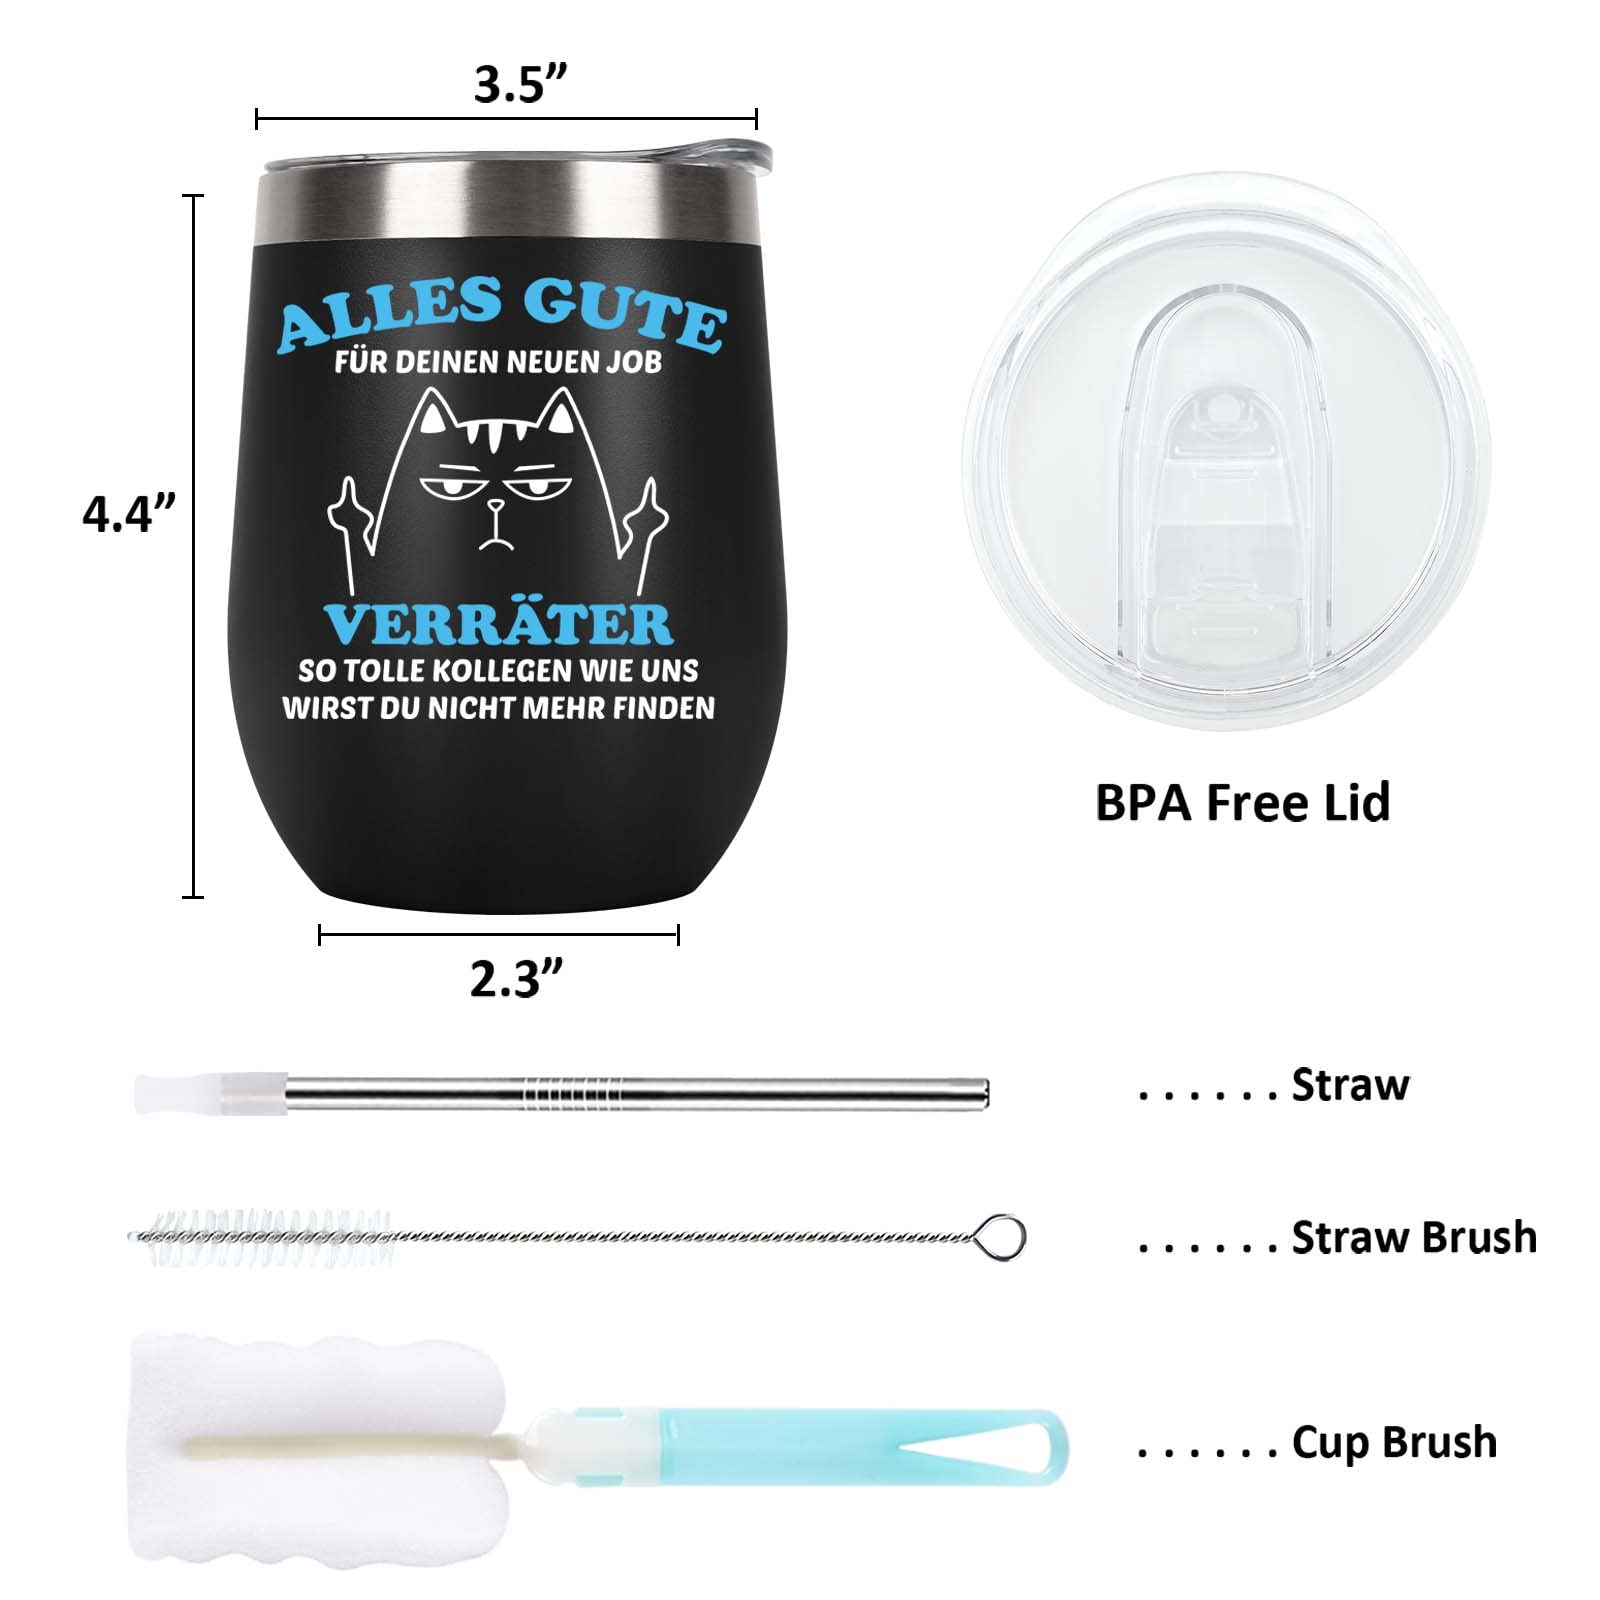 3.5”
4.4”
ALLES GUTE
FÜR DEINEN NEUEN JOB
VERRÄTER
SO TOLLE KOLLEGEN WIE UNS
WIRST DU NICHT MEHR FINDEN
2.3”
BPA Free Lid
. . . . . . Straw
. . . . . . Straw Brush
. . . . . . Cup Brush